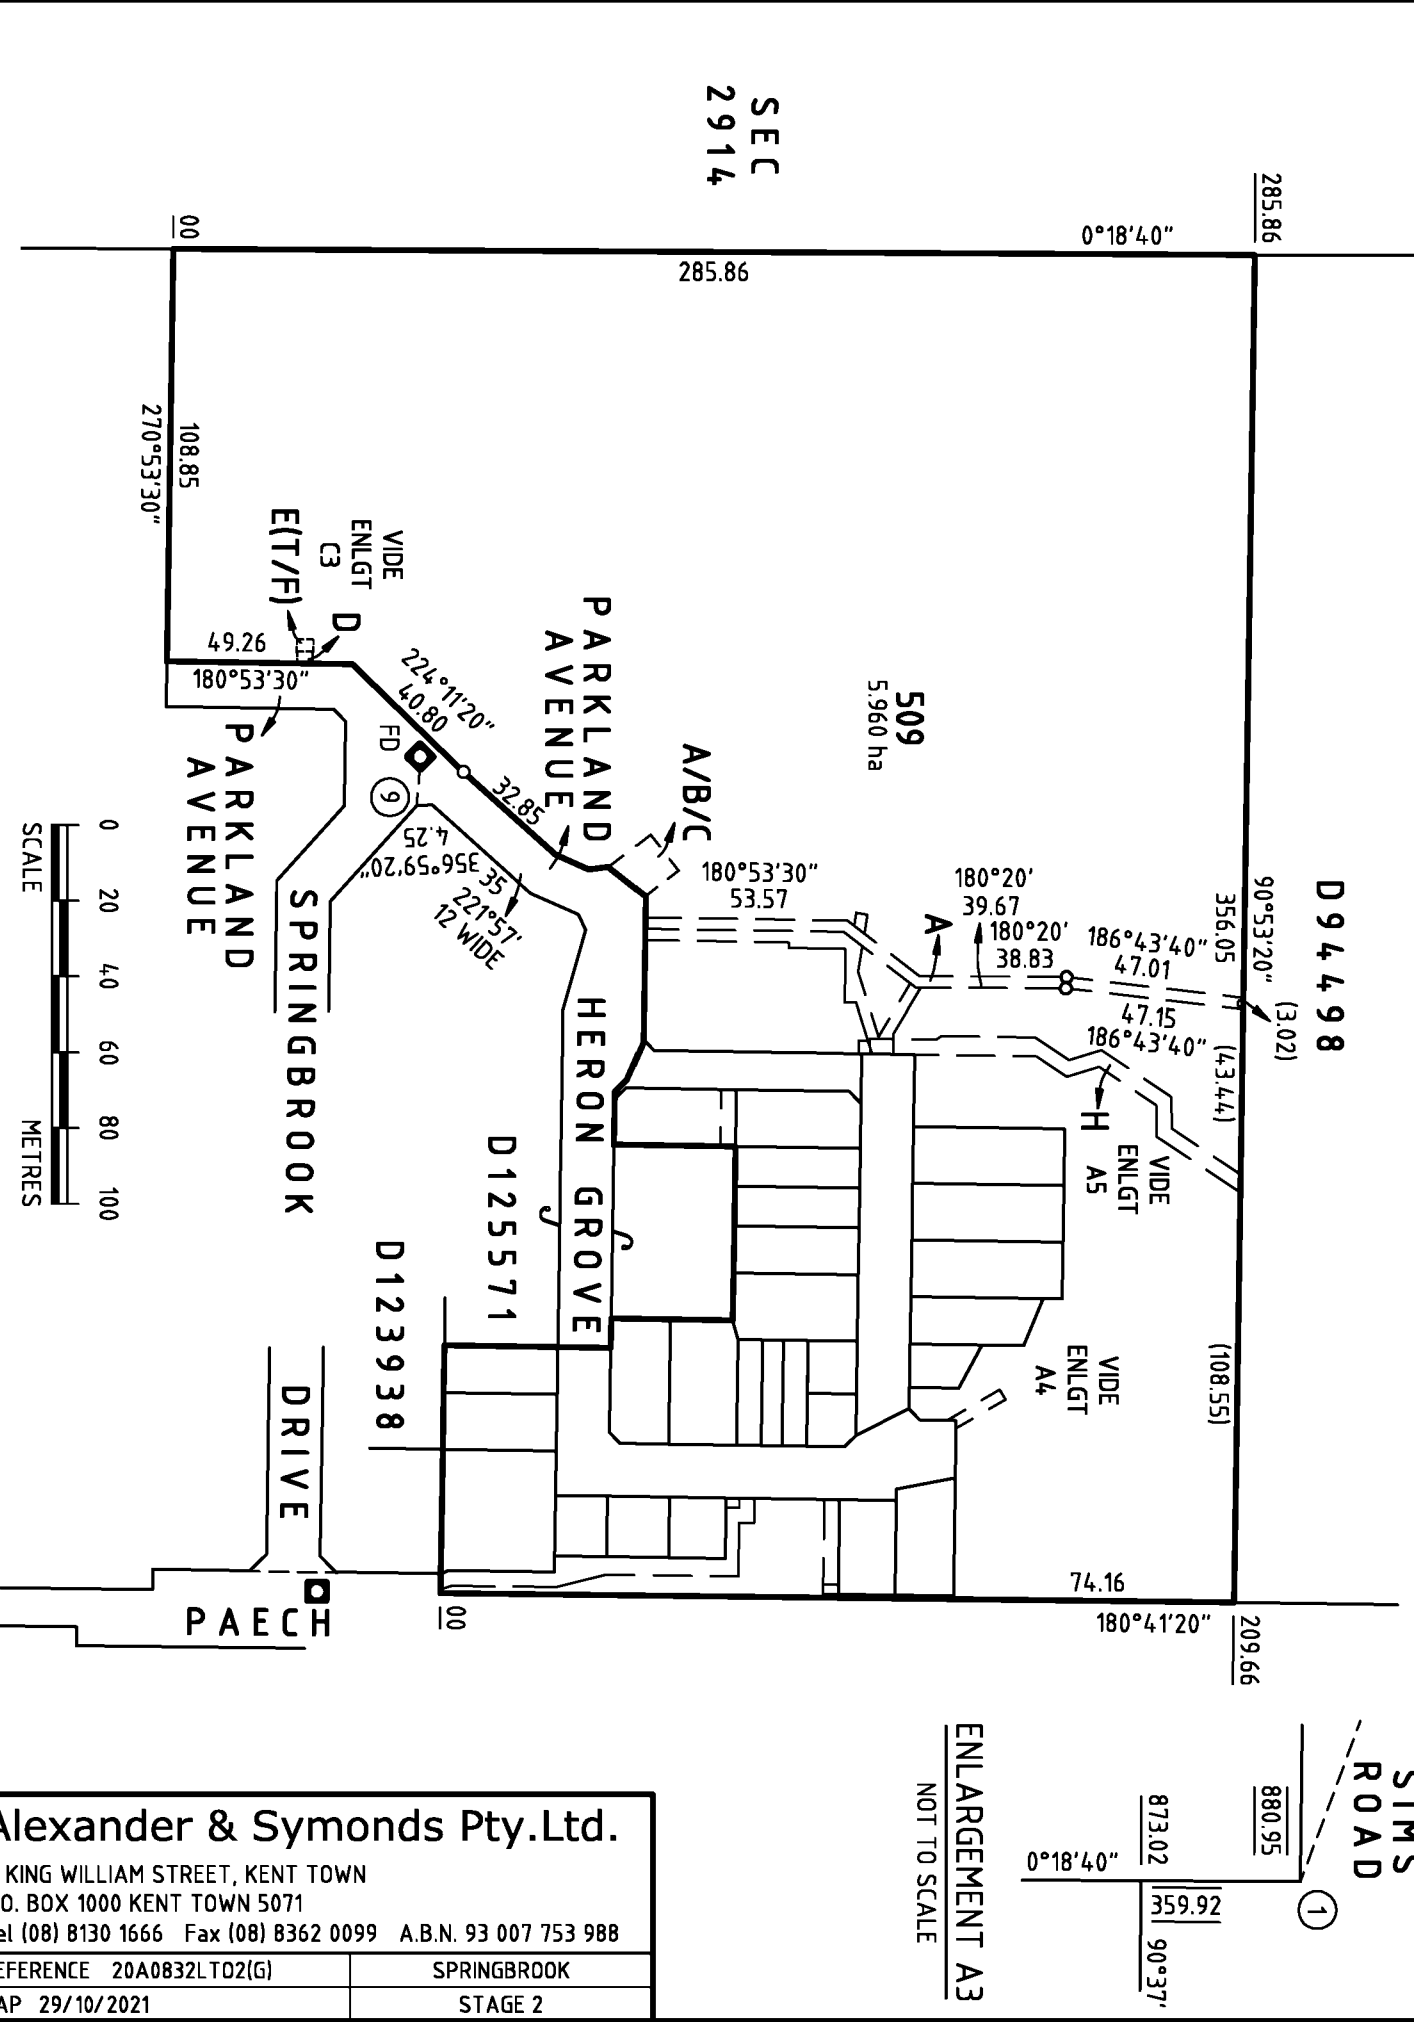 SEC
2914
00
285.86
0°18'40"
285.86
108.85
270°53'30"
VIDE
ENLGT
C3
E(T/F)
D
49.26
180°53'30"
224°11'20"
40.80
FD
9
32.85
4.25
356°59'20"
35
221°57'
12 WIDE
PARKLAND
AVENUE
PARKLAND
AVENUE
A/B/C
509
5.960 ha
180°53'30"
53.57
180°20'
39.67
A
180°20'
38.83
186°43'40"
47.01
47.15
186°43'40"
90°53'20"
356.05
(3.02)
(43.44)
(108.55)
D94498
H
VIDE
ENLGT
A5
VIDE
ENLGT
A4
HERON GROVE
D125571
D123938
SPRINGBROOK
DRIVE
PAECH
00
74.16
180°41'20"
209.66
0 20 40 60 80 100
SCALE METRES
SIMS
ROAD
880.95
873.02
0°18'40"
359.92
90°37'
1
ENLARGEMENT A3
NOT TO SCALE
Alexander & Symonds Pty.Ltd.
KING WILLIAM STREET, KENT TOWN
O. BOX 1000 KENT TOWN 5071
el (08) 8130 1666 Fax (08) 8362 0099 A.B.N. 93 007 753 988
EFERENCE 20A0832LTO2(G)
SPRINGBROOK
AP 29/10/2021
STAGE 2